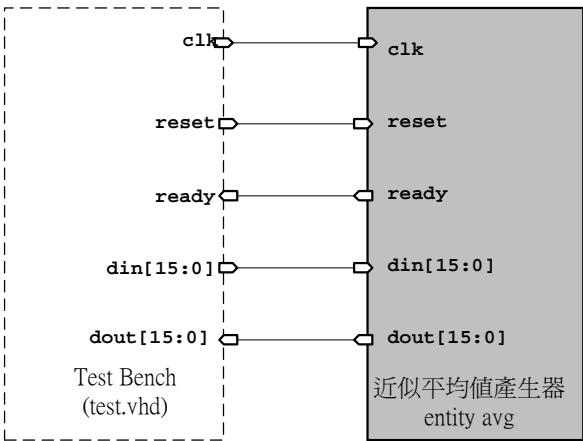 clk clk
reset reset
ready ready
din[15:0] din[15:0]
dout[15:0] dout[15:0]
Test Bench
(test.vhd)
近似平均值產生器
entity avg